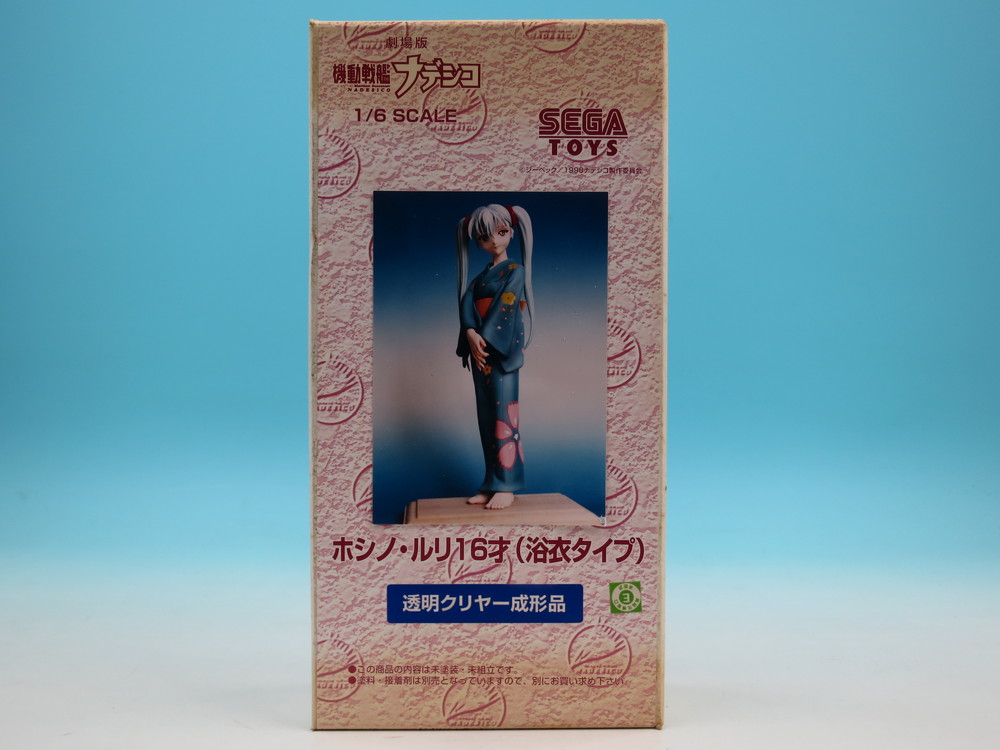 劇場版
機動戦艦ナデシコ
NADESICO
1/6 SCALE
SEGA
TOYS
©ジーベック／1998ナデシコ製作委員会
ホシノ・ルリ16才(浴衣タイプ)
透明クリヤー成形品
3
●この商品の内容は未塗装・未組立です。
●塗料・接着剤は別売となっていますので、別にお買い求め下さい。